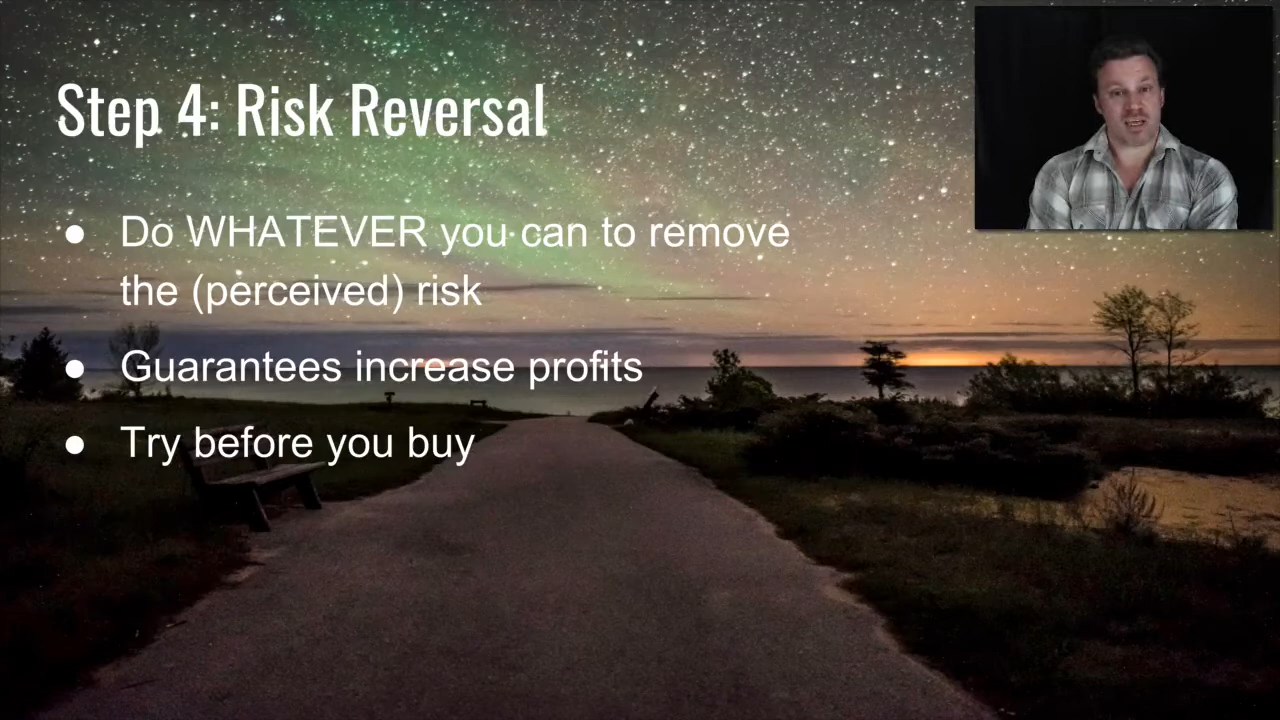 Step 4: Risk Reversal
● Do WHATEVER you can to remove
the (perceived) risk
● Guarantees increase profits
● Try before you buy